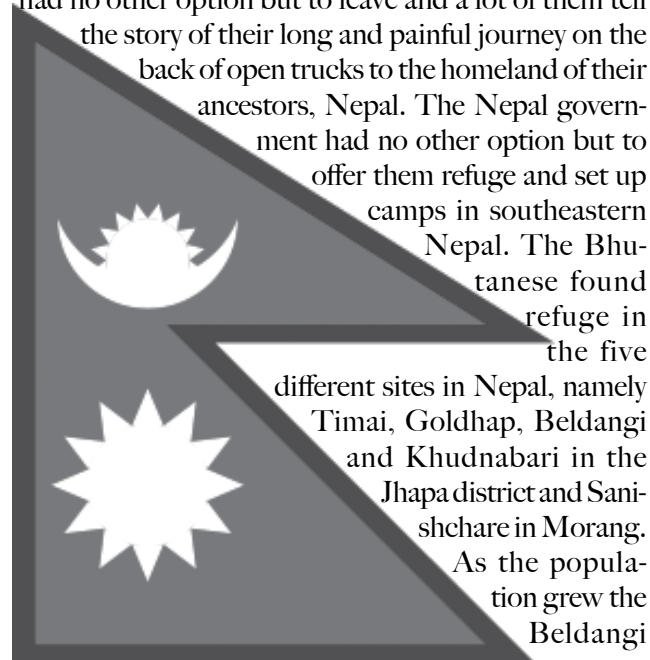 had no other option but to leave and a lot of them tell
the story of their long and painful journey on the
back of open trucks to the homeland of their
ancestors, Nepal. The Nepal govern-
ment had no other option but to
offer them refuge and set up
camps in southeastern
Nepal. The Bhu-
tanese found
refuge in
the five
different sites in Nepal, namely
Timai, Goldhap, Beldangi
and Khudnabari in the
Jhapa district and Sani-
shchare in Morang.
As the popula-
tion grew the
Beldangi